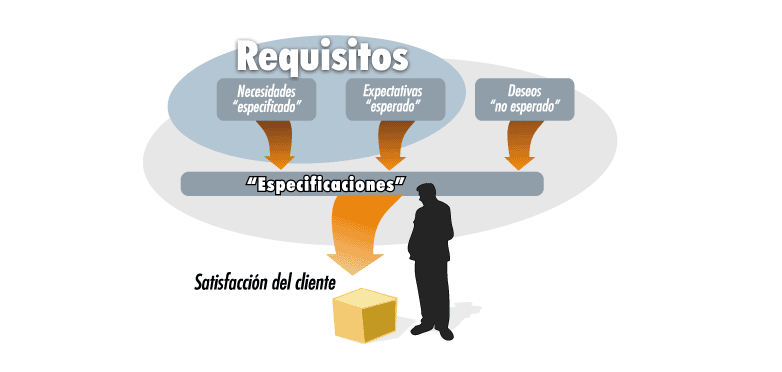 Requisitos
Necesidades
“especificado”
Expectativas
“esperado”
Deseos
“no esperado”
“Especificaciones”
Satisfacción del cliente